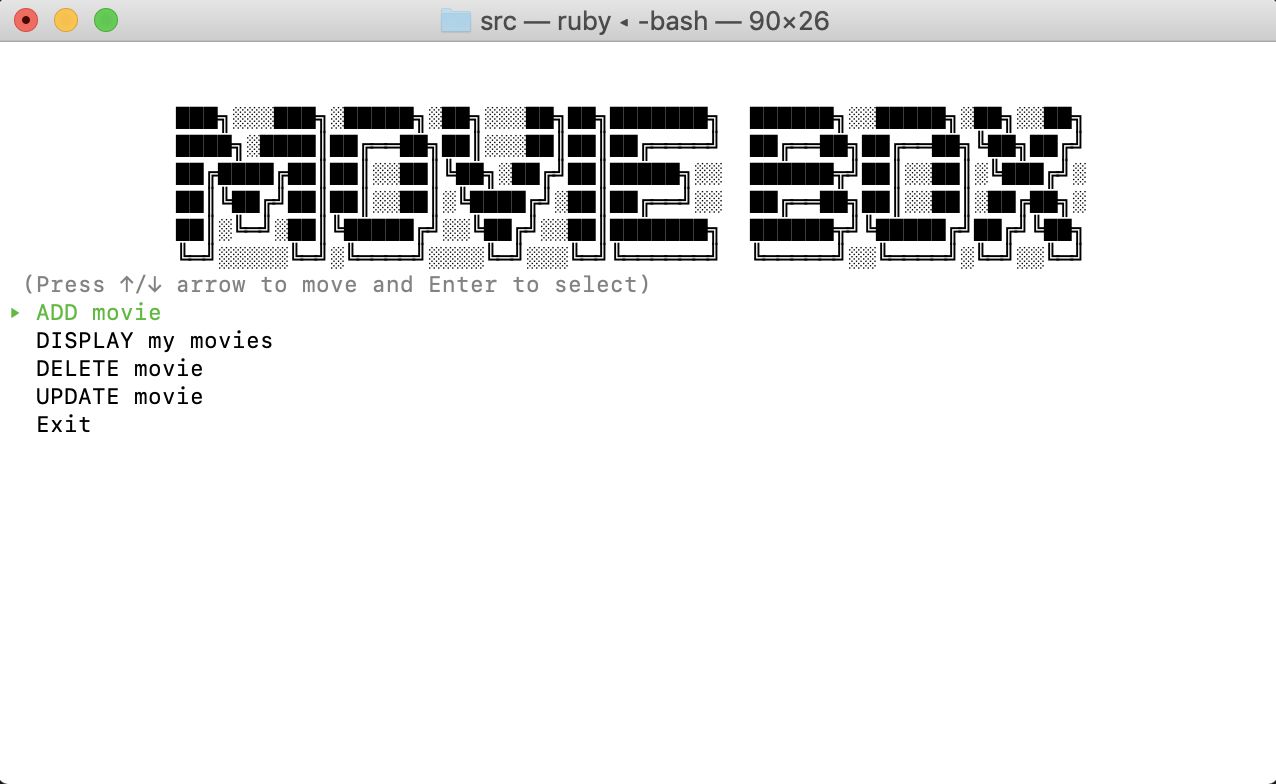 src — ruby ◂ -bash — 90×26
MOVIE BOX
(Press ↑/↓ arrow to move and Enter to select)
▸ ADD movie
DISPLAY my movies
DELETE movie
UPDATE movie
Exit